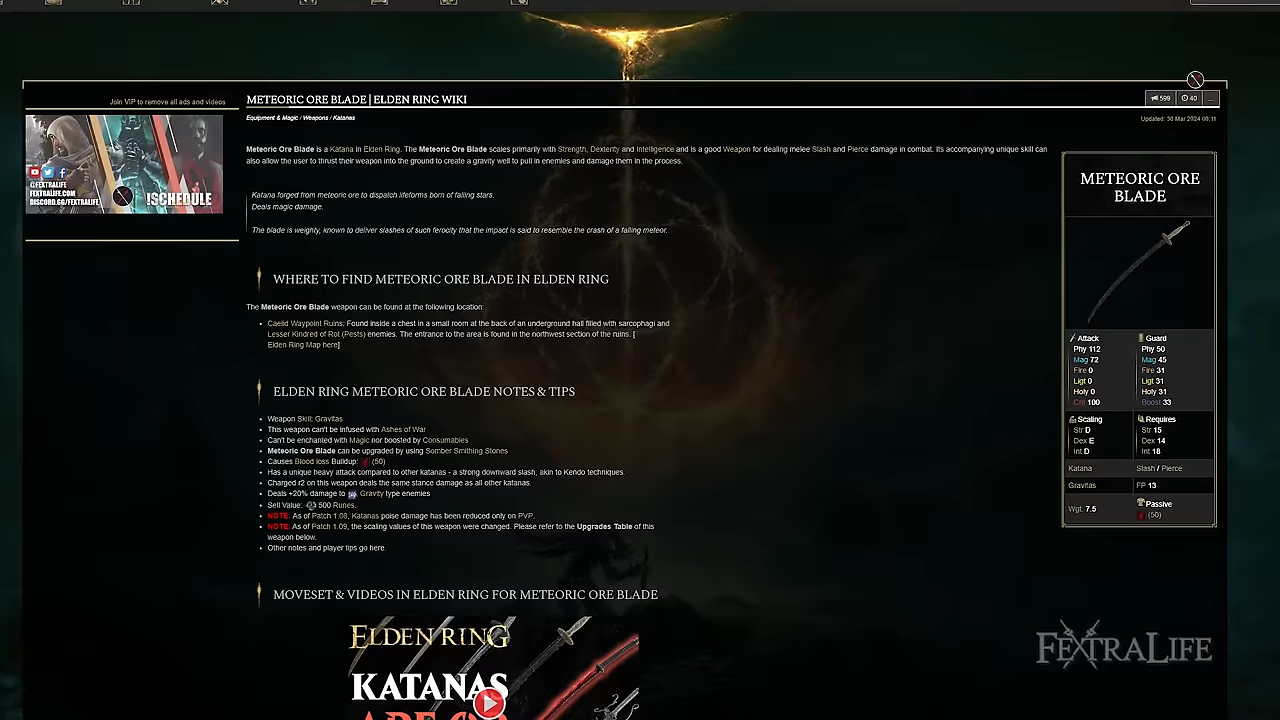 Join VIP to remove all ads and videos
@FEXTRALIFE
FEXTRALIFE.COM
DISCORD.GG/FEXTRALIFE
!SCHEDULE
METEORIC ORE BLADE | ELDEN RING WIKI
599
40
...
Equipment & Magic / Weapons / Katanas
Updated: 30 Mar 2024 00:11
Meteoric Ore Blade is a Katana in Elden Ring. The Meteoric Ore Blade scales primarily with Strength, Dexterity and Intelligence and is a good Weapon for dealing melee Slash and Pierce damage in combat. Its accompanying unique skill can
also allow the user to thrust their weapon into the ground to create a gravity well to pull in enemies and damage them in the process.
Katana forged from meteoric ore to dispatch lifeforms born of falling stars.
Deals magic damage.
The blade is weighty, known to deliver slashes of such ferocity that the impact is said to resemble the crash of a falling meteor.
WHERE TO FIND METEORIC ORE BLADE IN ELDEN RING
The Meteoric Ore Blade weapon can be found at the following location:
Caelid Waypoint Ruins: Found inside a chest in a small room at the back of an underground hall filled with sarcophagi and
Lesser Kindred of Rot (Pests) enemies. The entrance to the area is found in the northwest section of the ruins. [
Elden Ring Map here]
ELDEN RING METEORIC ORE BLADE NOTES & TIPS
Weapon Skill: Gravitas
This weapon can't be infused with Ashes of War
Can't be enchanted with Magic nor boosted by Consumables
Meteoric Ore Blade can be upgraded by using Somber Smithing Stones
Causes Blood loss Buildup: (50)
Has a unique heavy attack compared to other katanas - a strong downward slash, akin to Kendo techniques.
Charged r2 on this weapon deals the same stance damage as all other katanas.
Deals +20% damage to Gravity type enemies
Sell Value: 500 Runes.
NOTE: As of Patch 1.08, Katanas poise damage has been reduced only on PVP.
NOTE: As of Patch 1.09, the scaling values of this weapon were changed. Please refer to the Upgrades Table of this
weapon below.
Other notes and player tips go here.
MOVESET & VIDEOS IN ELDEN RING FOR METEORIC ORE BLADE
ELDEN RING
KATANAS
METEORIC ORE
BLADE
Attack Guard
Phy 112 Phy 50
Mag 72 Mag 45
Fire 0 Fire 31
Ligt 0 Ligt 31
Holy 0 Holy 31
Crit 100 Boost 33
Scaling Requires
Str D Str 15
Dex E Dex 14
Int D Int 18
Katana Slash / Pierce
Gravitas FP 13
Wgt. 7.5 Passive
(50)
FEXTRALIFE